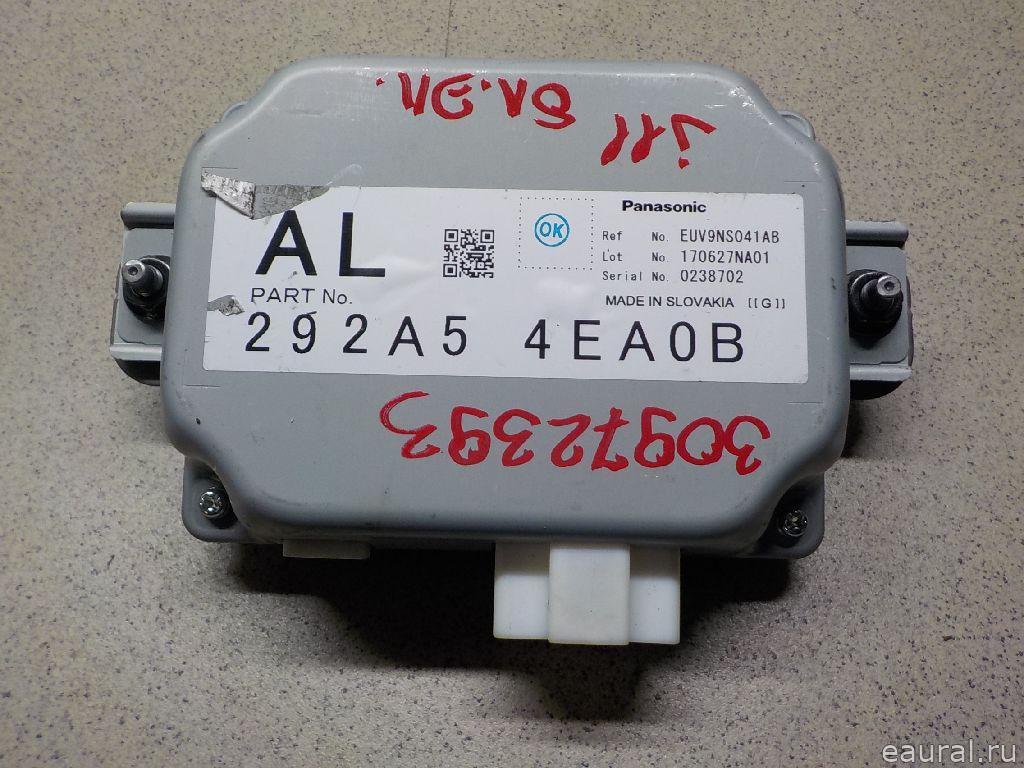 j11 бл.эл.
AL
OK
Panasonic
Ref No. EUV9NS041AB
Lot No. 170627NA01
Serial No. 0238702
MADE IN SLOVAKIA [[G]]
PART No.
292A5 4EA0B
30972393
eaural.ru